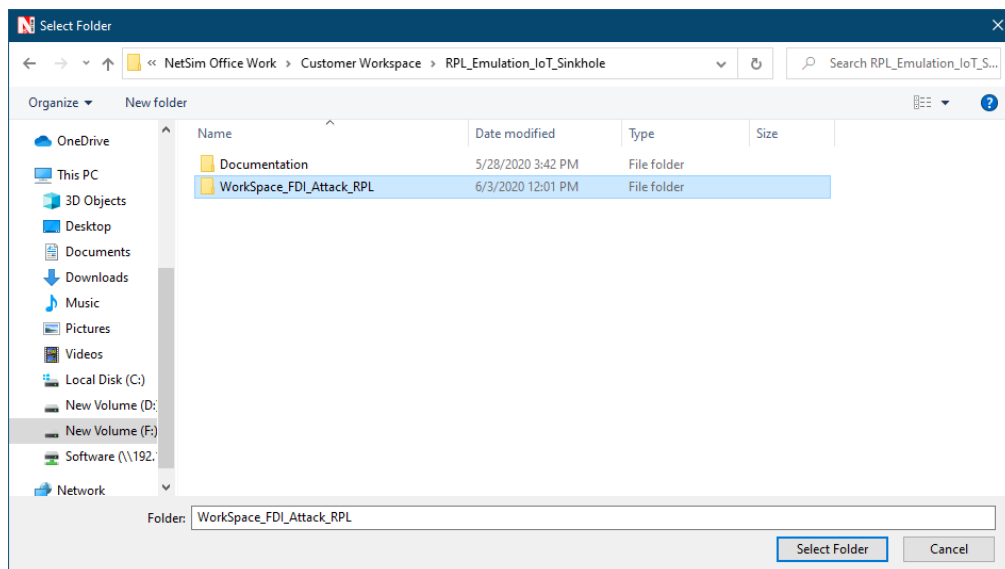 Select Folder
« NetSim Office Work › Customer Workspace › RPL_Emulation_IoT_Sinkhole
Search RPL_Emulation_IoT_S...
Organize New folder
Name Date modified Type Size
Documentation 5/28/2020 3:42 PM File folder
WorkSpace_FDI_Attack_RPL 6/3/2020 12:01 PM File folder
OneDrive
This PC
3D Objects
Desktop
Documents
Downloads
Music
Pictures
Videos
Local Disk (C:)
New Volume (D:
New Volume (F:)
Software (\\192.
Network
Folder: WorkSpace_FDI_Attack_RPL
Select Folder Cancel